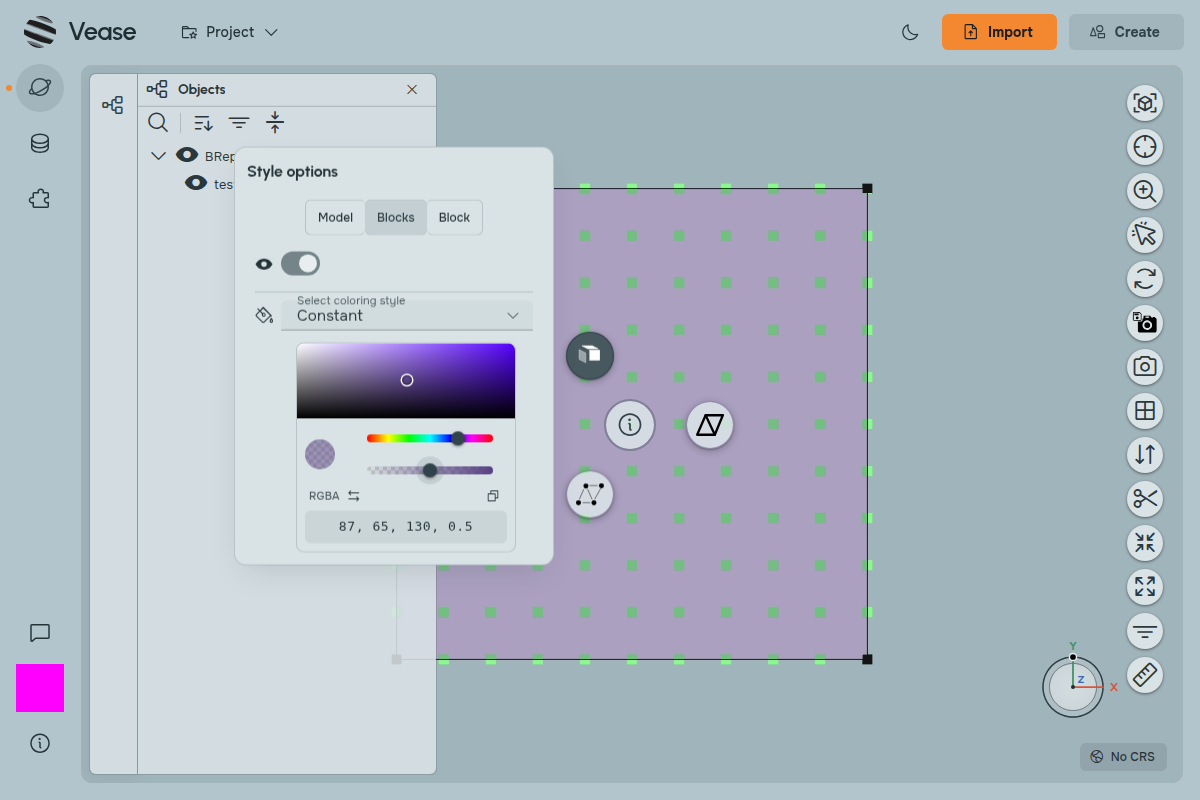 Vease
Project
Import
Create
Objects
BRep
tes
Style options
Model
Blocks
Block
Select coloring style
Constant
RGBA
87, 65, 130, 0.5
Y
Z
X
No CRS